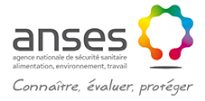 anses
agence nationale de sécurité sanitaire
alimentation, environnement, travail
Connaître, évaluer, protéger